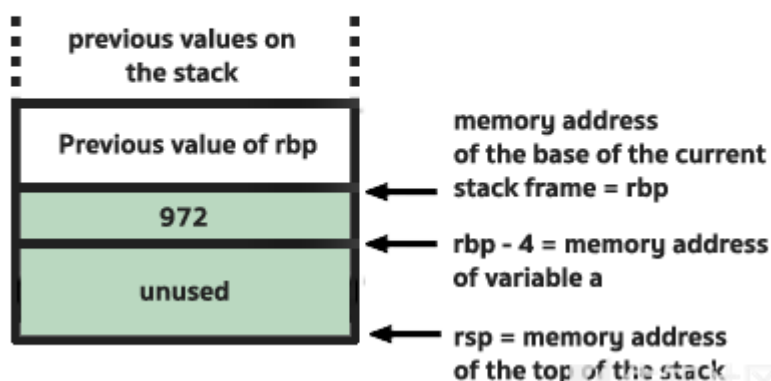 previous values on
the stack
Previous value of rbp
memory address
of the base of the current
stack frame = rbp
972
rbp - 4 = memory address
of variable a
unused
rsp = memory address
of the top of the stack